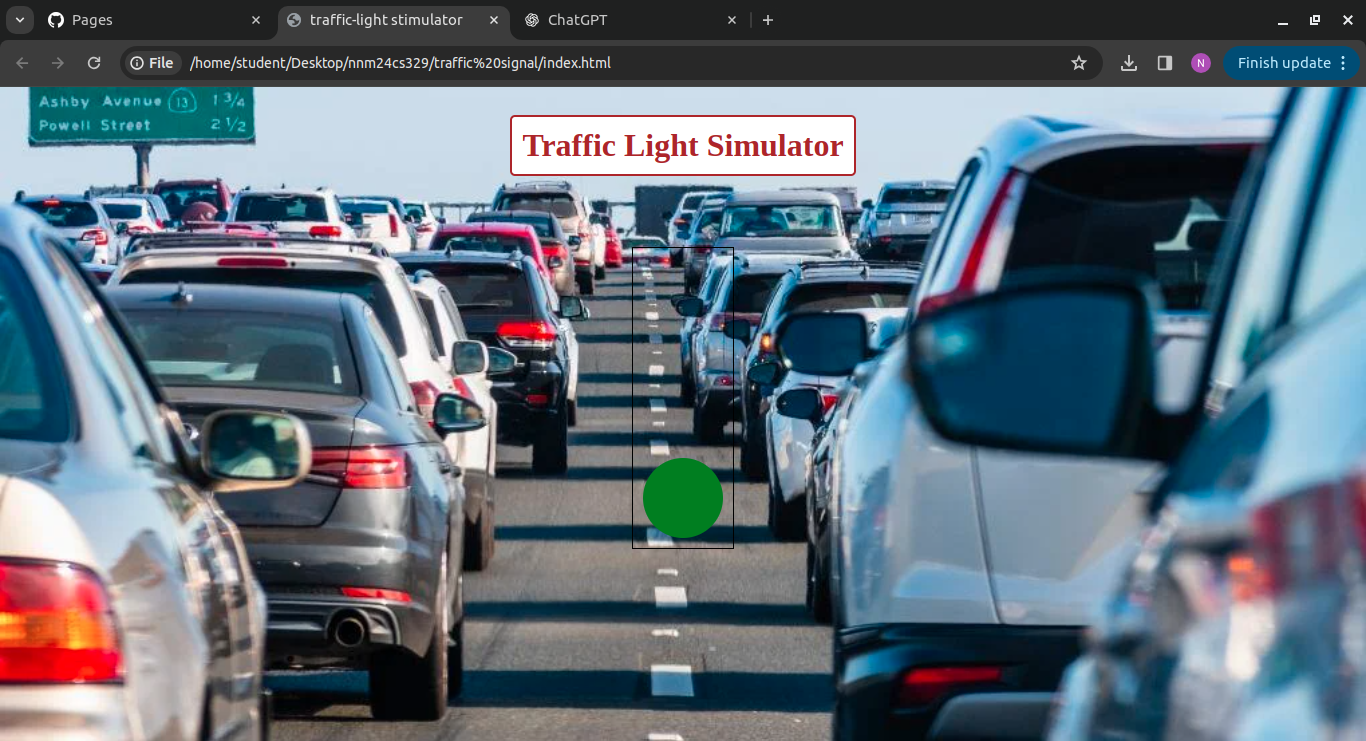 Pages
traffic-light stimulator
ChatGPT
File
/home/student/Desktop/nnm24cs329/traffic%20signal/index.html
N
Finish update
Ashby Avenue 13 1 3/4
Powell Street 2 1/2
Traffic Light Simulator